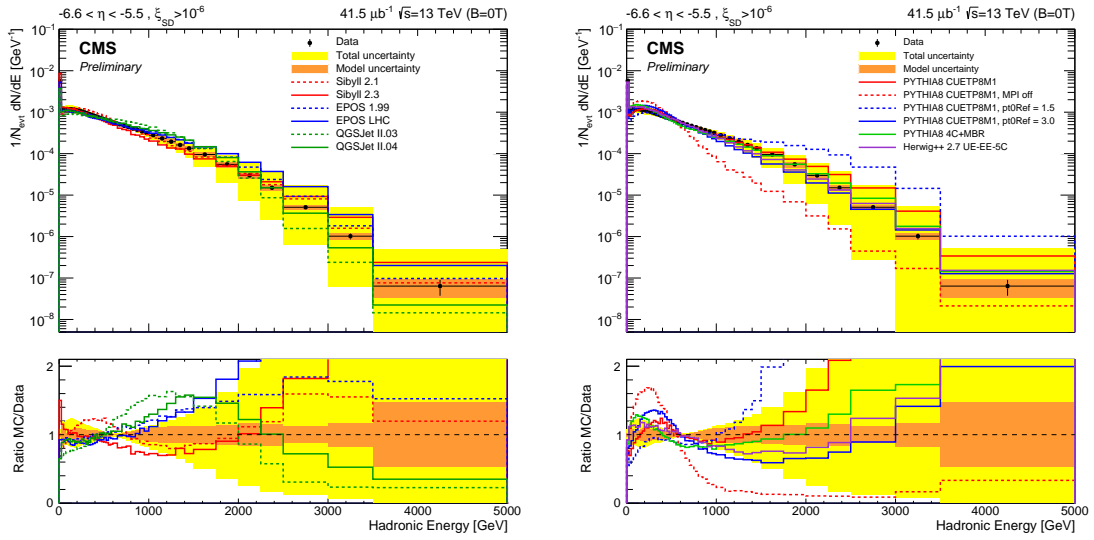 -6.6 < η < -5.5 , ξSD>10⁻⁶ 41.5 μb⁻¹ √s=13 TeV (B=0T)
1/Nevt dN/dE [GeV⁻¹]
10⁻¹
10⁻²
10⁻³
10⁻⁴
10⁻⁵
10⁻⁶
10⁻⁷
10⁻⁸
CMS
Preliminary
Data
Total uncertainty
Model uncertainty
Sibyll 2.1
Sibyll 2.3
EPOS 1.99
EPOS LHC
QGSJet II.03
QGSJet II.04
Ratio MC/Data
2
1
0
0 1000 2000 3000 4000 5000
Hadronic Energy [GeV]
-6.6 < η < -5.5 , ξSD>10⁻⁶ 41.5 μb⁻¹ √s=13 TeV (B=0T)
1/Nevt dN/dE [GeV⁻¹]
10⁻¹
10⁻²
10⁻³
10⁻⁴
10⁻⁵
10⁻⁶
10⁻⁷
10⁻⁸
CMS
Preliminary
Data
Total uncertainty
Model uncertainty
PYTHIA8 CUETP8M1
PYTHIA8 CUETP8M1, MPI off
PYTHIA8 CUETP8M1, pt0Ref = 1.5
PYTHIA8 CUETP8M1, pt0Ref = 3.0
PYTHIA8 4C+MBR
Herwig++ 2.7 UE-EE-5C
Ratio MC/Data
2
1
0
0 1000 2000 3000 4000 5000
Hadronic Energy [GeV]